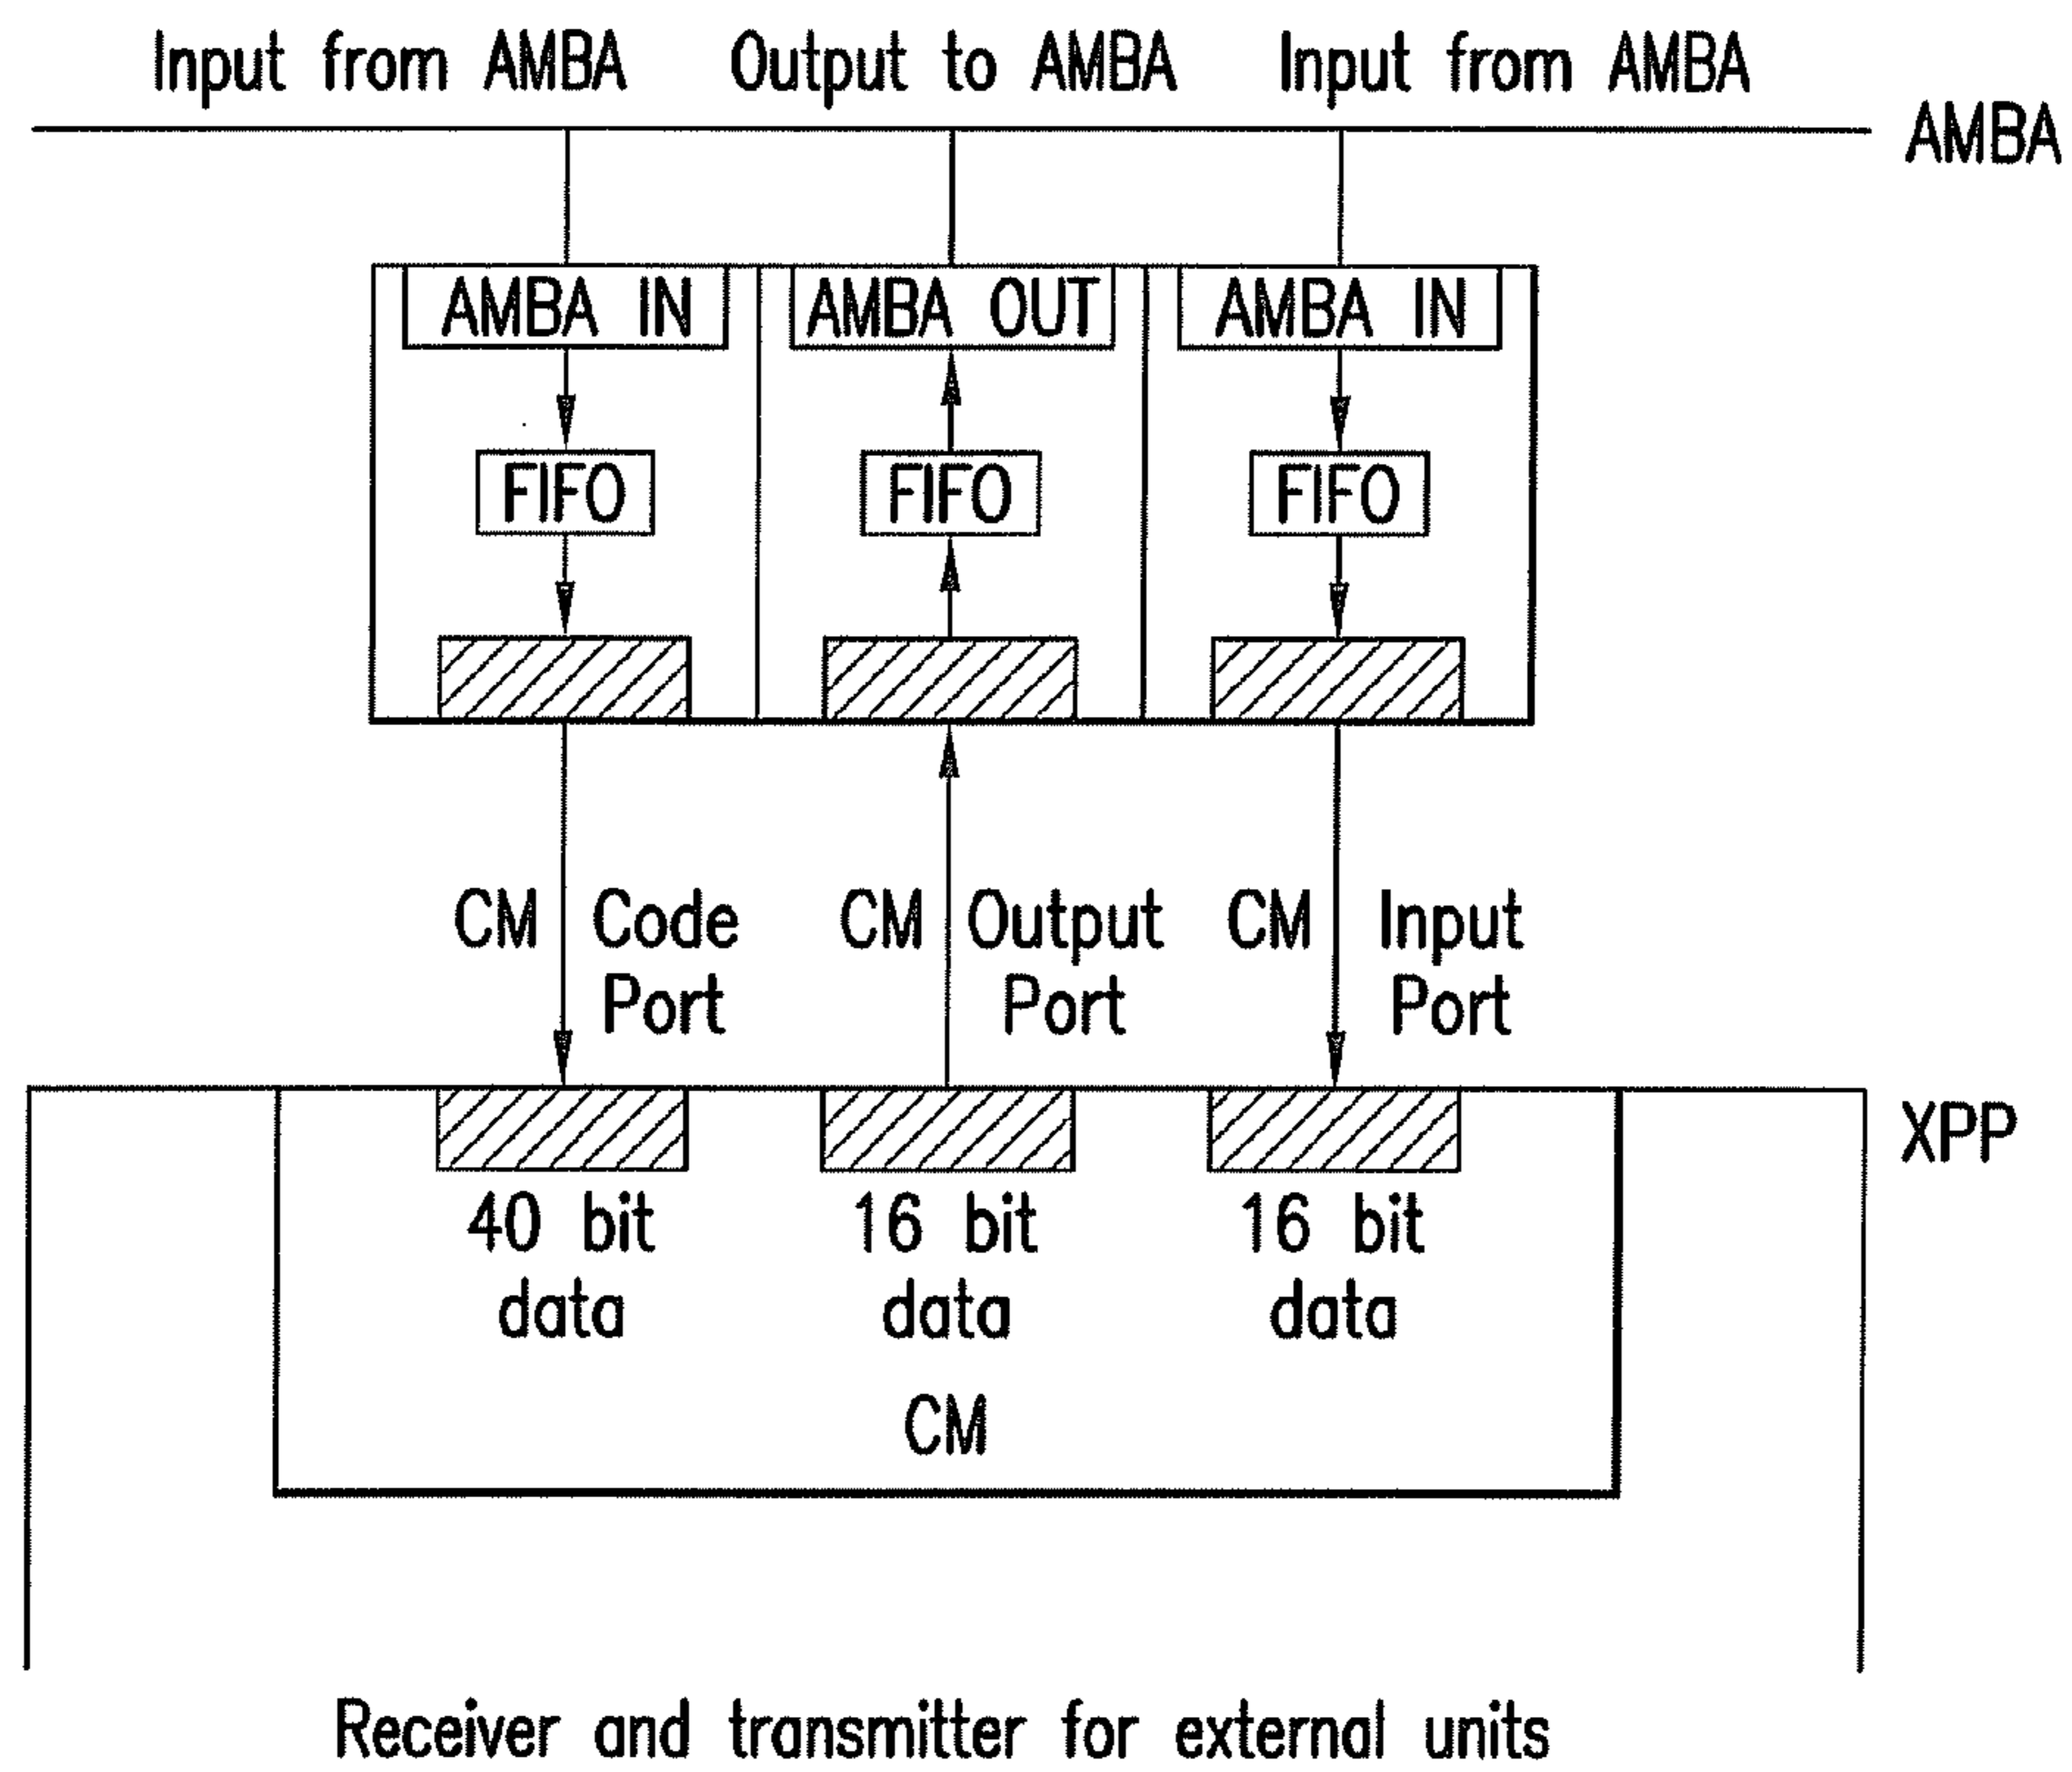 Input from AMBA Output to AMBA Input from AMBA
AMBA
AMBA IN AMBA OUT AMBA IN
FIFO FIFO FIFO
CM Code Port
CM Output Port
CM Input Port
XPP
40 bit data
16 bit data
16 bit data
CM
Receiver and transmitter for external units